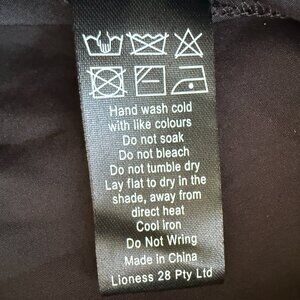 Hand wash cold
with like colours
Do not soak
Do not bleach
Do not tumble dry
Lay flat to dry in the
shade, away from
direct heat
Cool iron
Do Not Wring
Made in China
Lioness 28 Pty Ltd